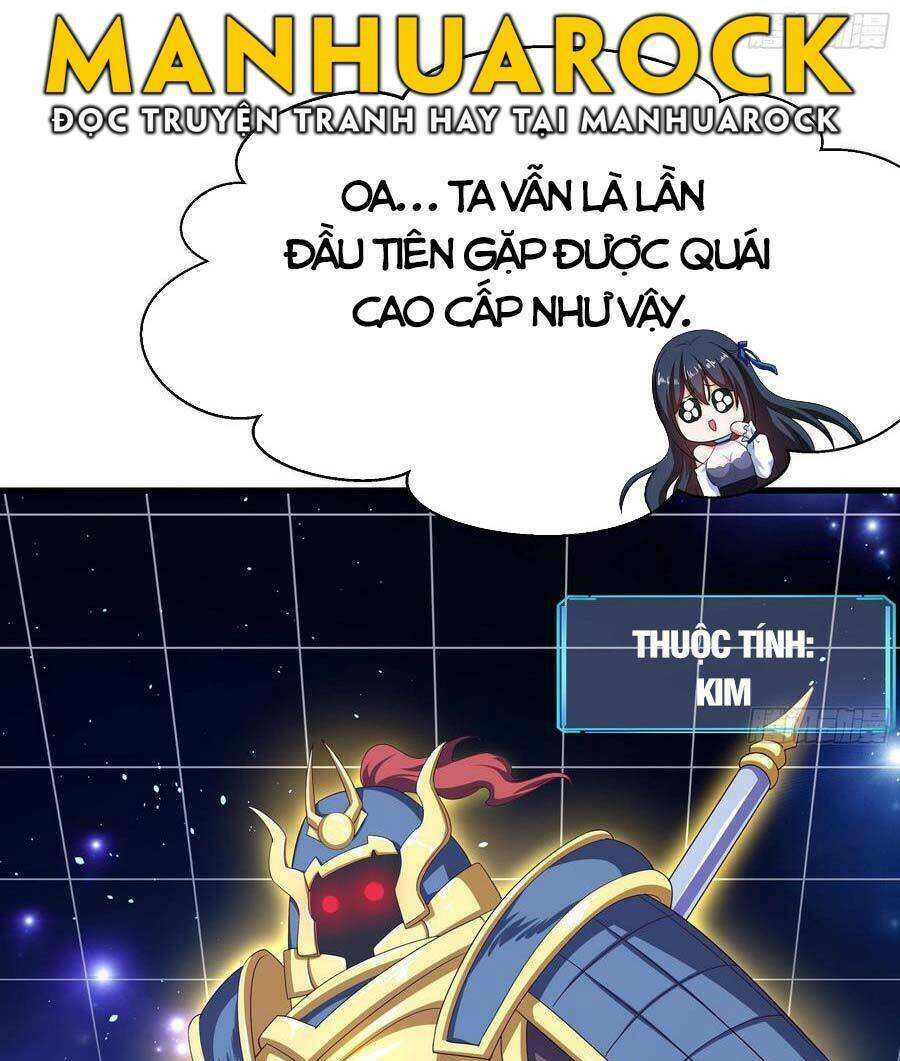 MANHUAROCK
ĐỌC TRUYỆN TRANH HAY TẠI MANHUAROCK
OA... TA VẪN LÀ LẦN
ĐẦU TIÊN GẶP ĐƯỢC QUÁI
CAO CẤP NHƯ VẬY.
THUỘC TÍNH:
KIM